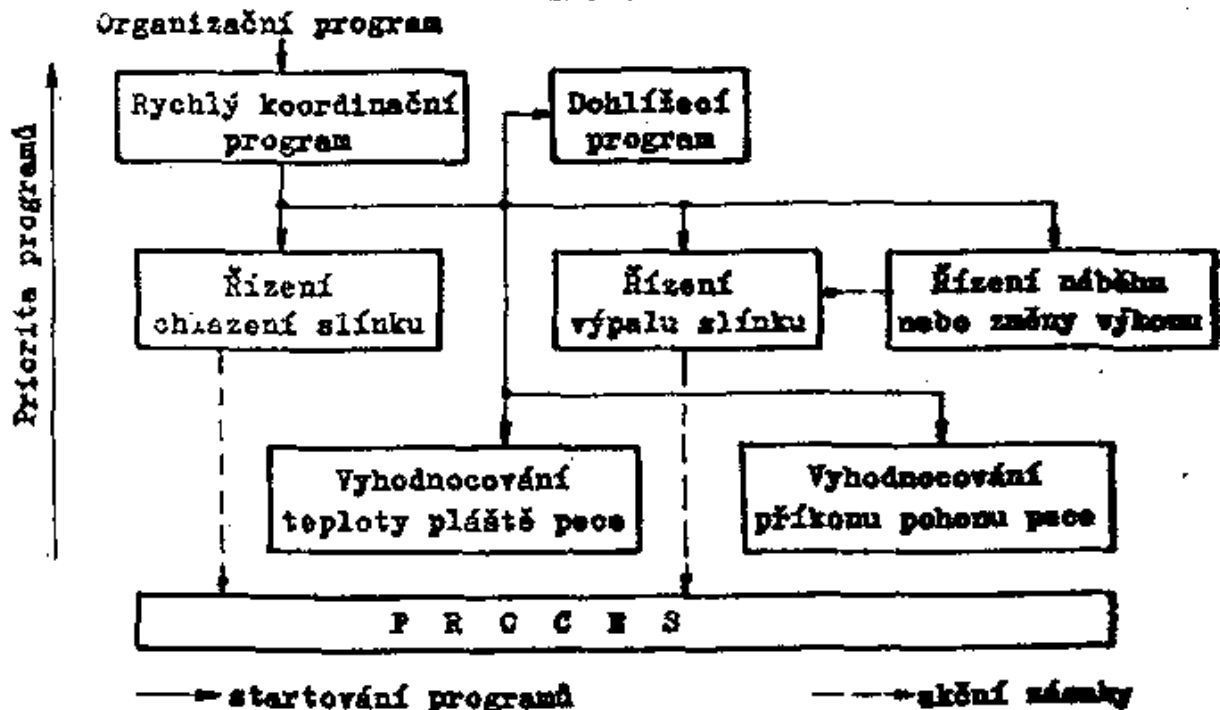 Organizační program
Rychlý koordinační
program
Dohlížecí
program
Priorita programů
Řízení
chlazení slínku
Řízení
výpalu slínku
Řízení náběhu
nebo změny výkonu
Vyhodnocování
teploty pláště pece
Vyhodnocování
příkonu pohonu pece
P R O C E S
startování programů
akční zásahy